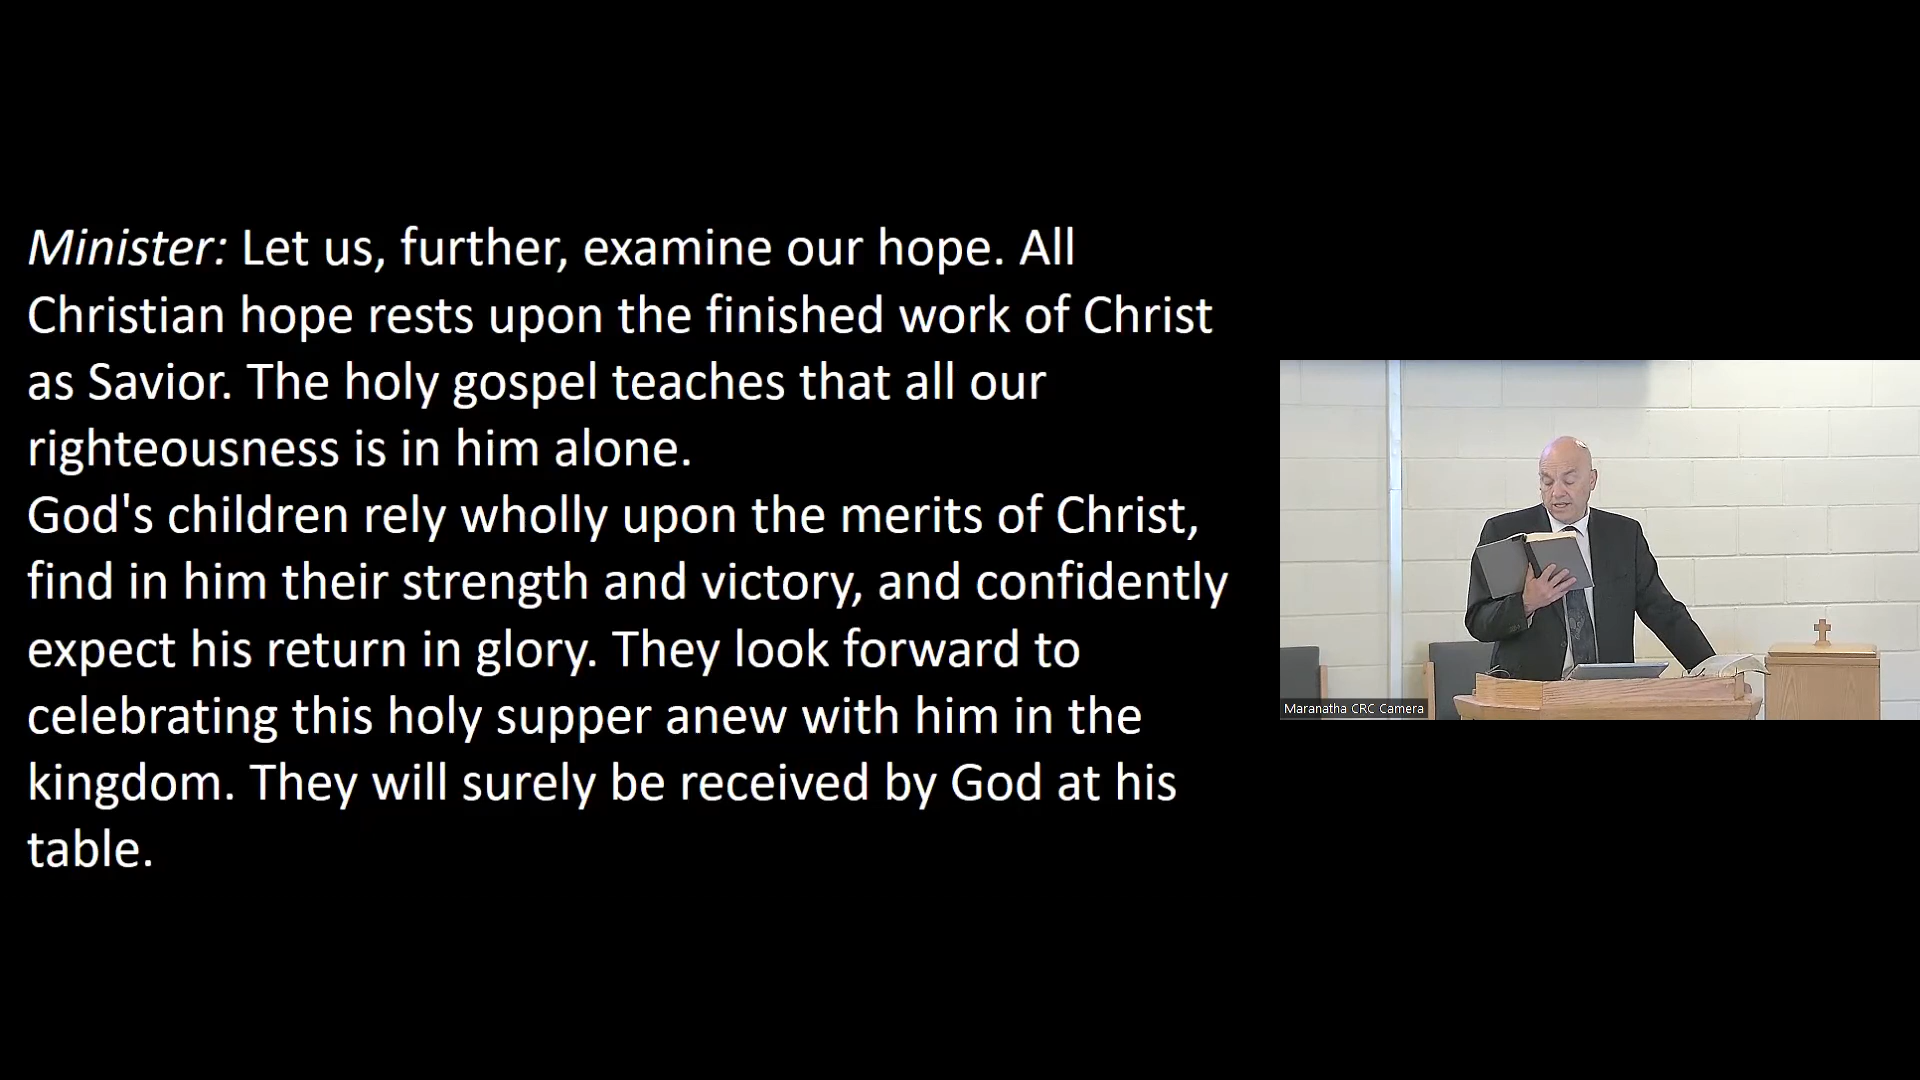 Minister: Let us, further, examine our hope. All
Christian hope rests upon the finished work of Christ
as Savior. The holy gospel teaches that all our
righteousness is in him alone.
God's children rely wholly upon the merits of Christ,
find in him their strength and victory, and confidently
expect his return in glory. They look forward to
celebrating this holy supper anew with him in the
kingdom. They will surely be received by God at his
table.
Maranatha CRC Camera